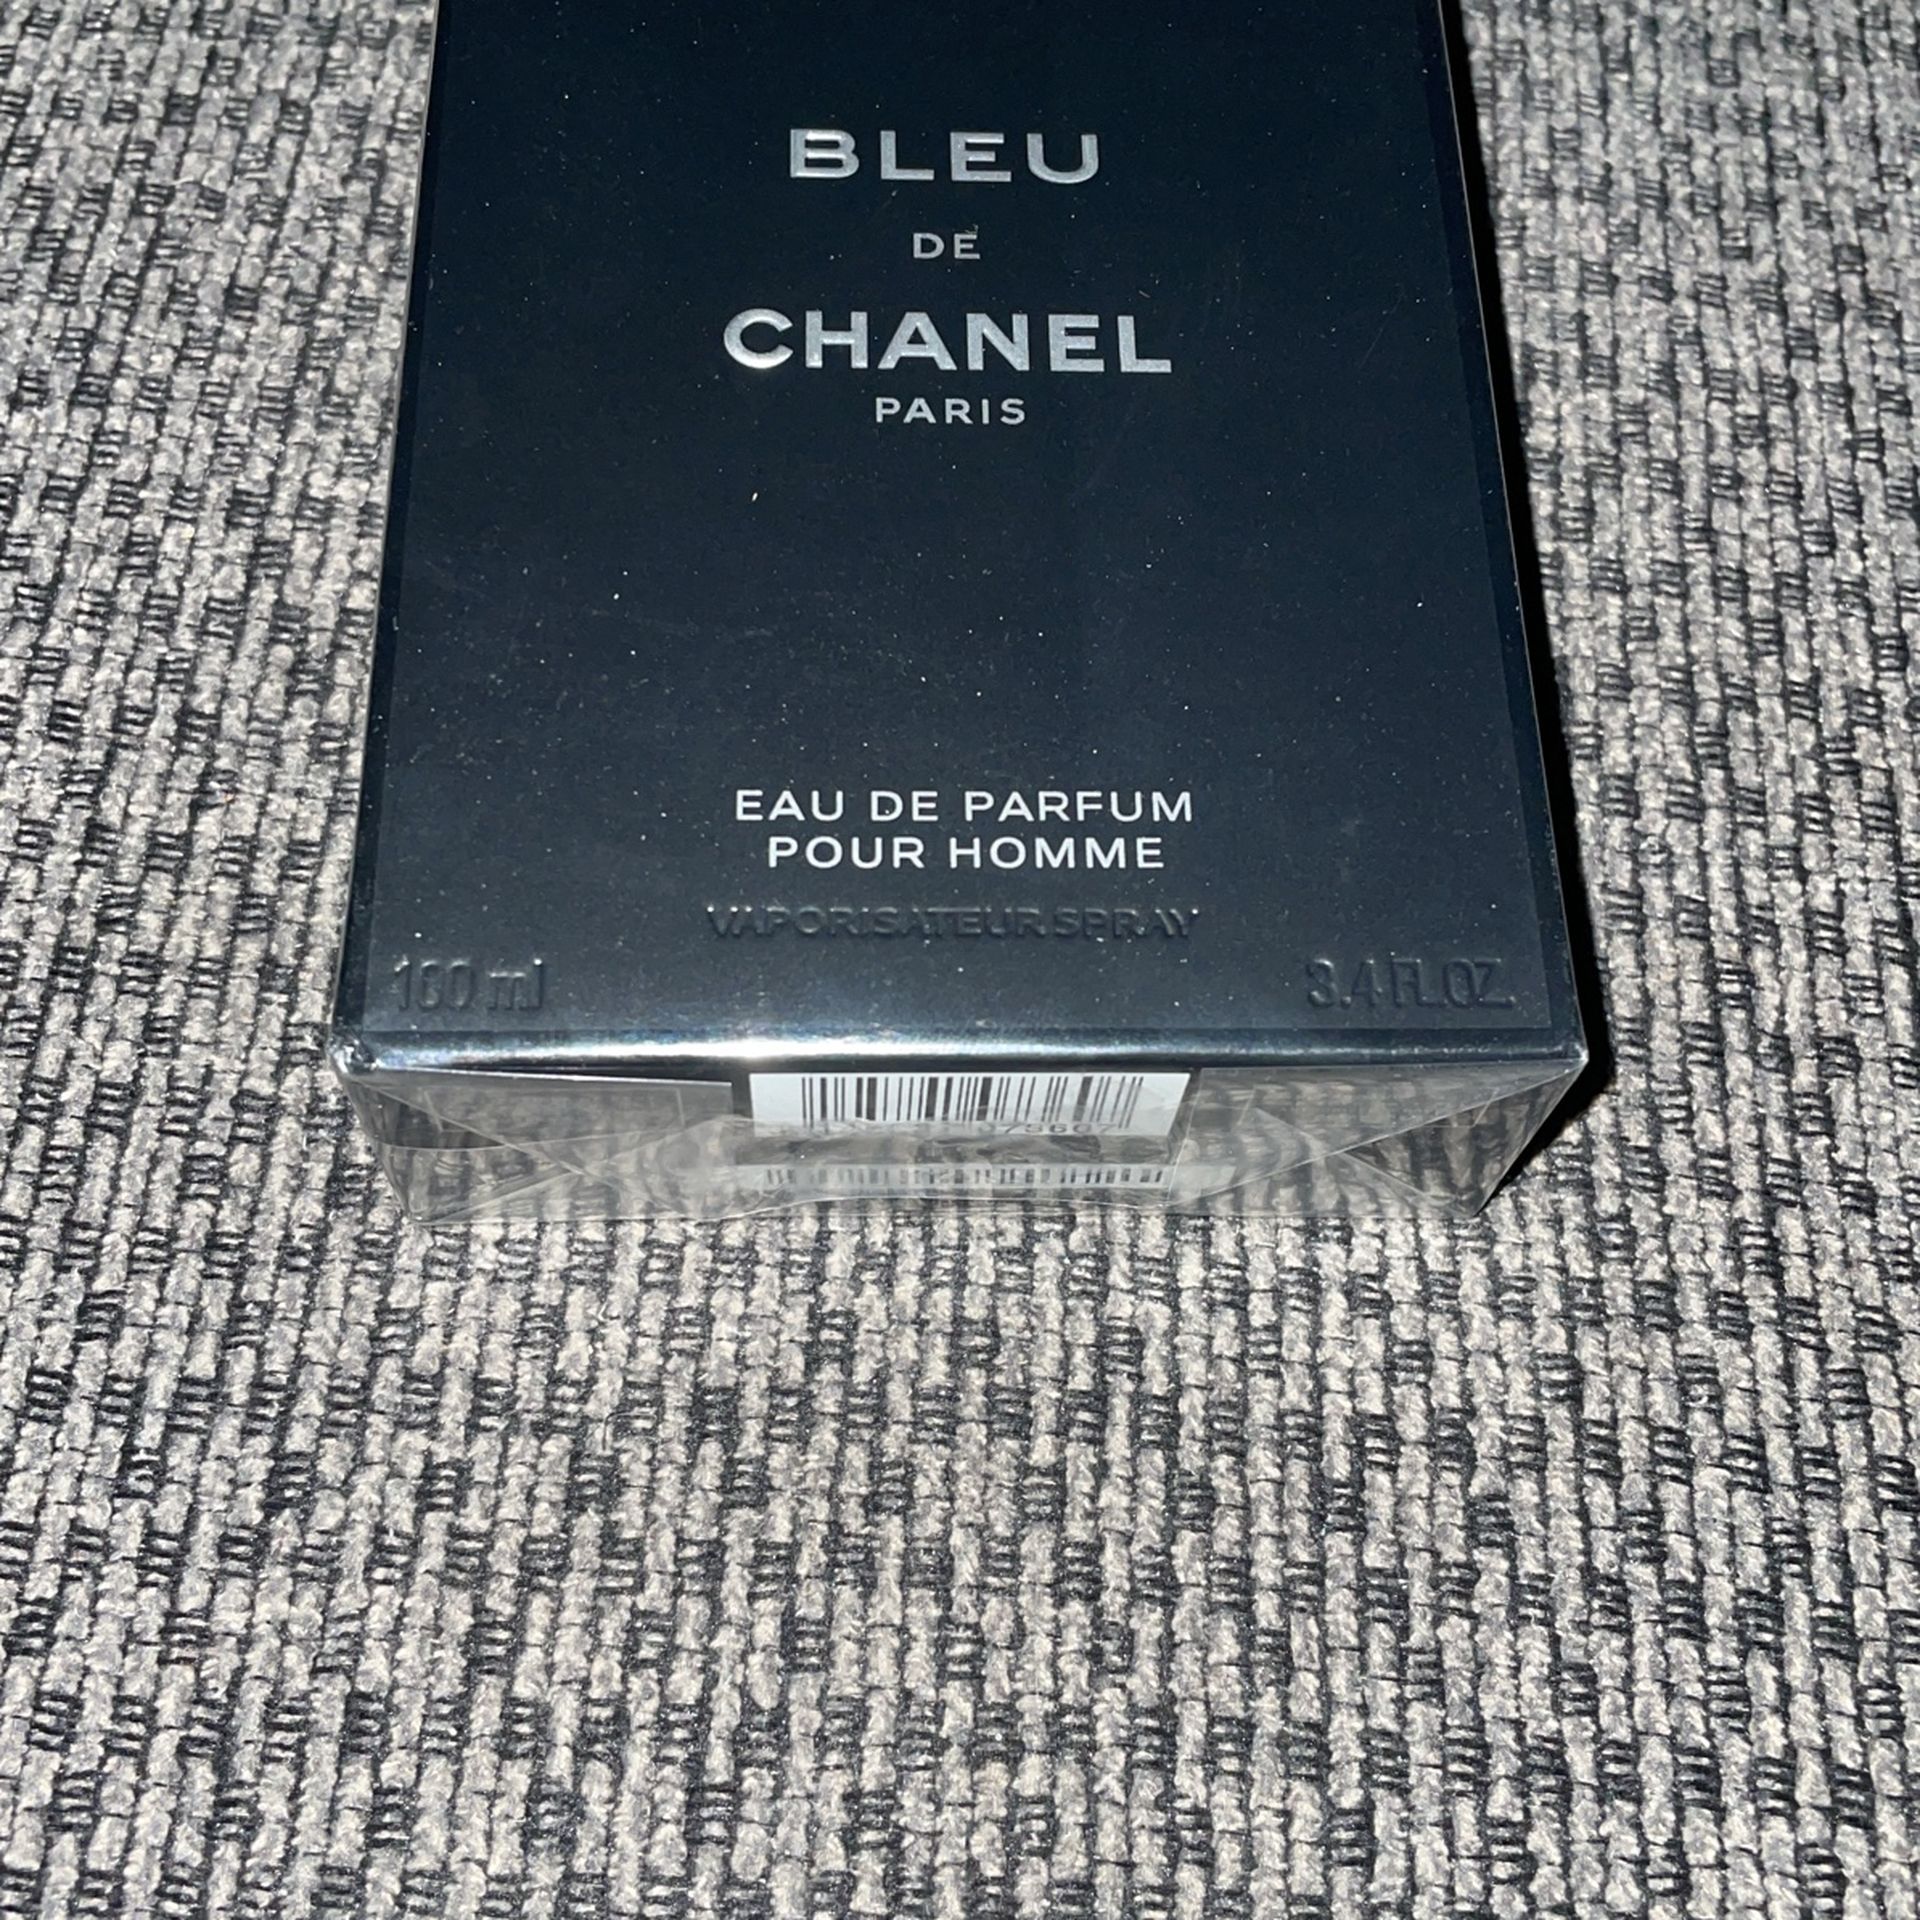 BLEU
DE
CHANEL
PARIS
EAU DE PARFUM
POUR HOMME
VAPORISATEUR SPRAY
100 ml
3.4 FL.OZ.